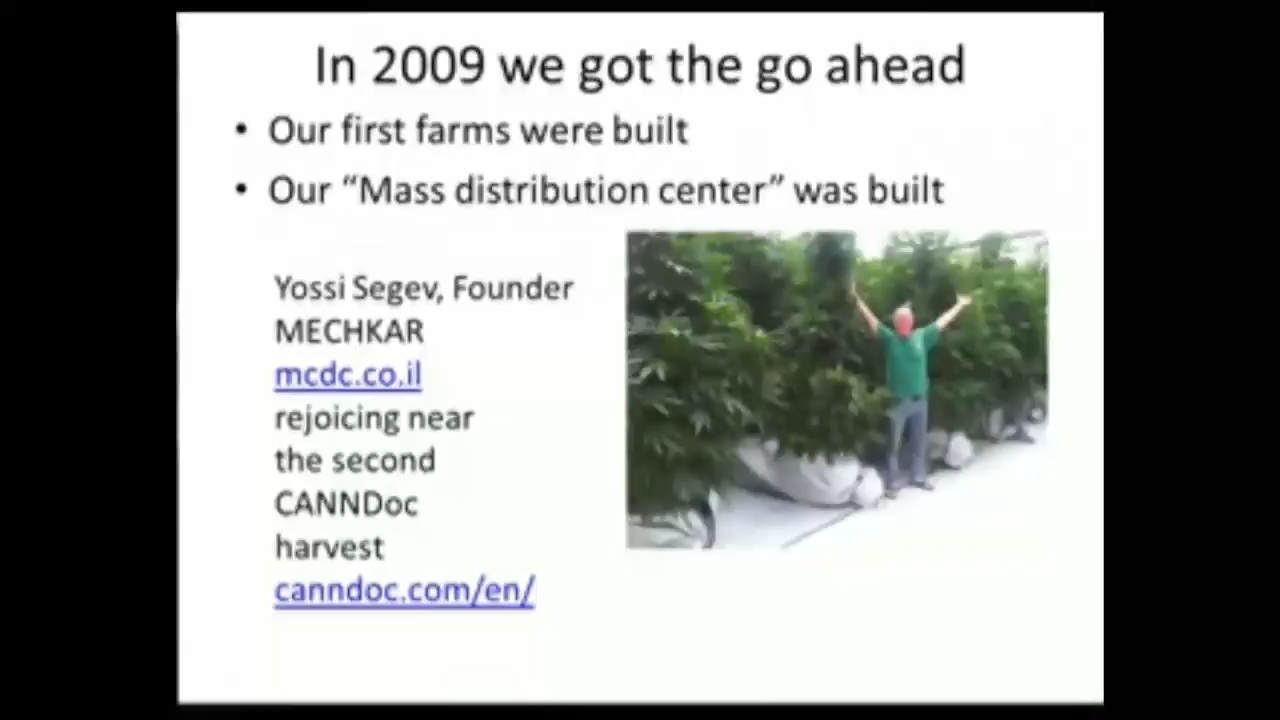 In 2009 we got the go ahead
• Our first farms were built
• Our “Mass distribution center” was built
Yossi Segev, Founder
MECHKAR
mcdc.co.il
rejoicing near
the second
CANNDoc
harvest
canndoc.com/en/